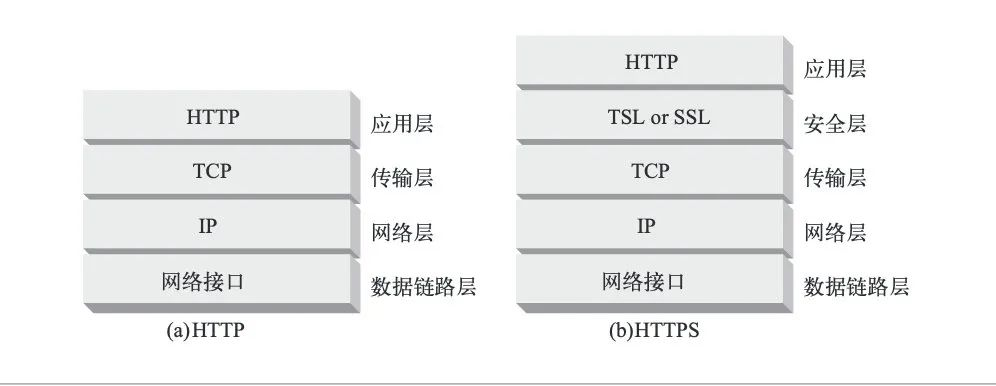 HTTP
应用层
TCP
传输层
IP
网络层
网络接口
数据链路层
(a)HTTP
HTTP
应用层
TSL or SSL
安全层
TCP
传输层
IP
网络层
网络接口
数据链路层
(b)HTTPS